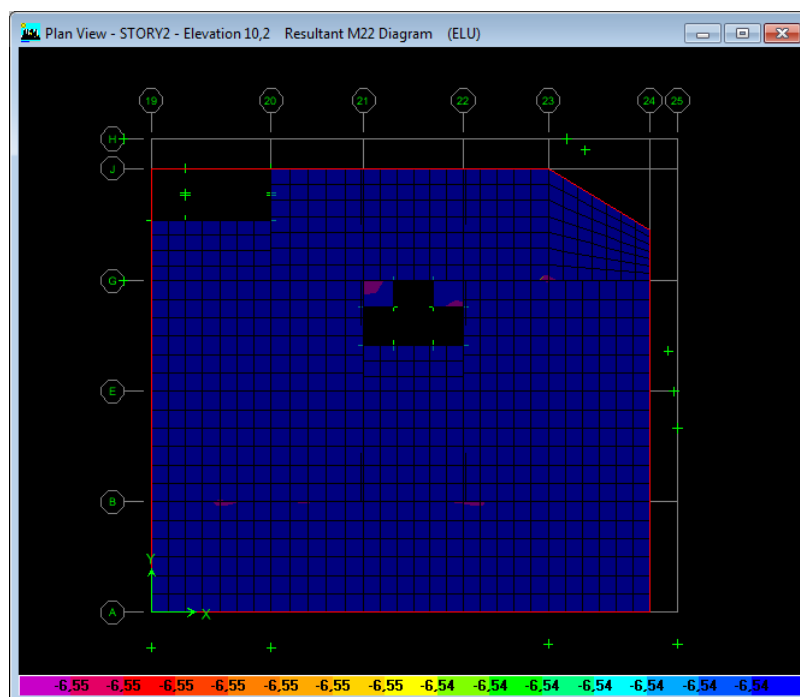 Plan View - STORY2 - Elevation 10,2 Resultant M22 Diagram (ELU)
19 20 21 22 23 24 25
H
J
G
E
B
A
Y
X
-6,55 -6,55 -6,55 -6,55 -6,55 -6,55 -6,54 -6,54 -6,54 -6,54 -6,54 -6,54 -6,54